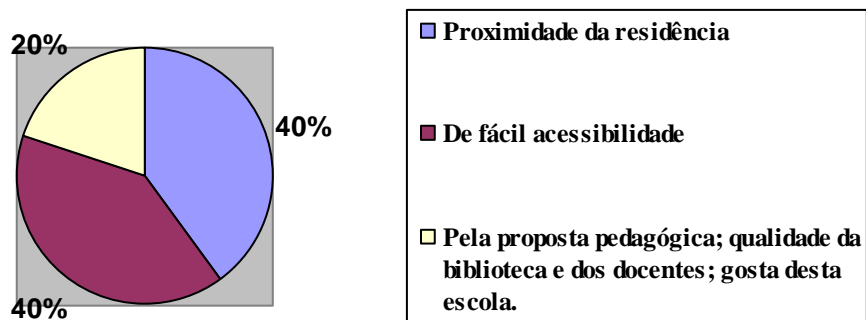 20%
40%
40%
Proximidade da residência
De fácil acessibilidade
Pela proposta pedagógica; qualidade da
biblioteca e dos docentes; gosta desta
escola.